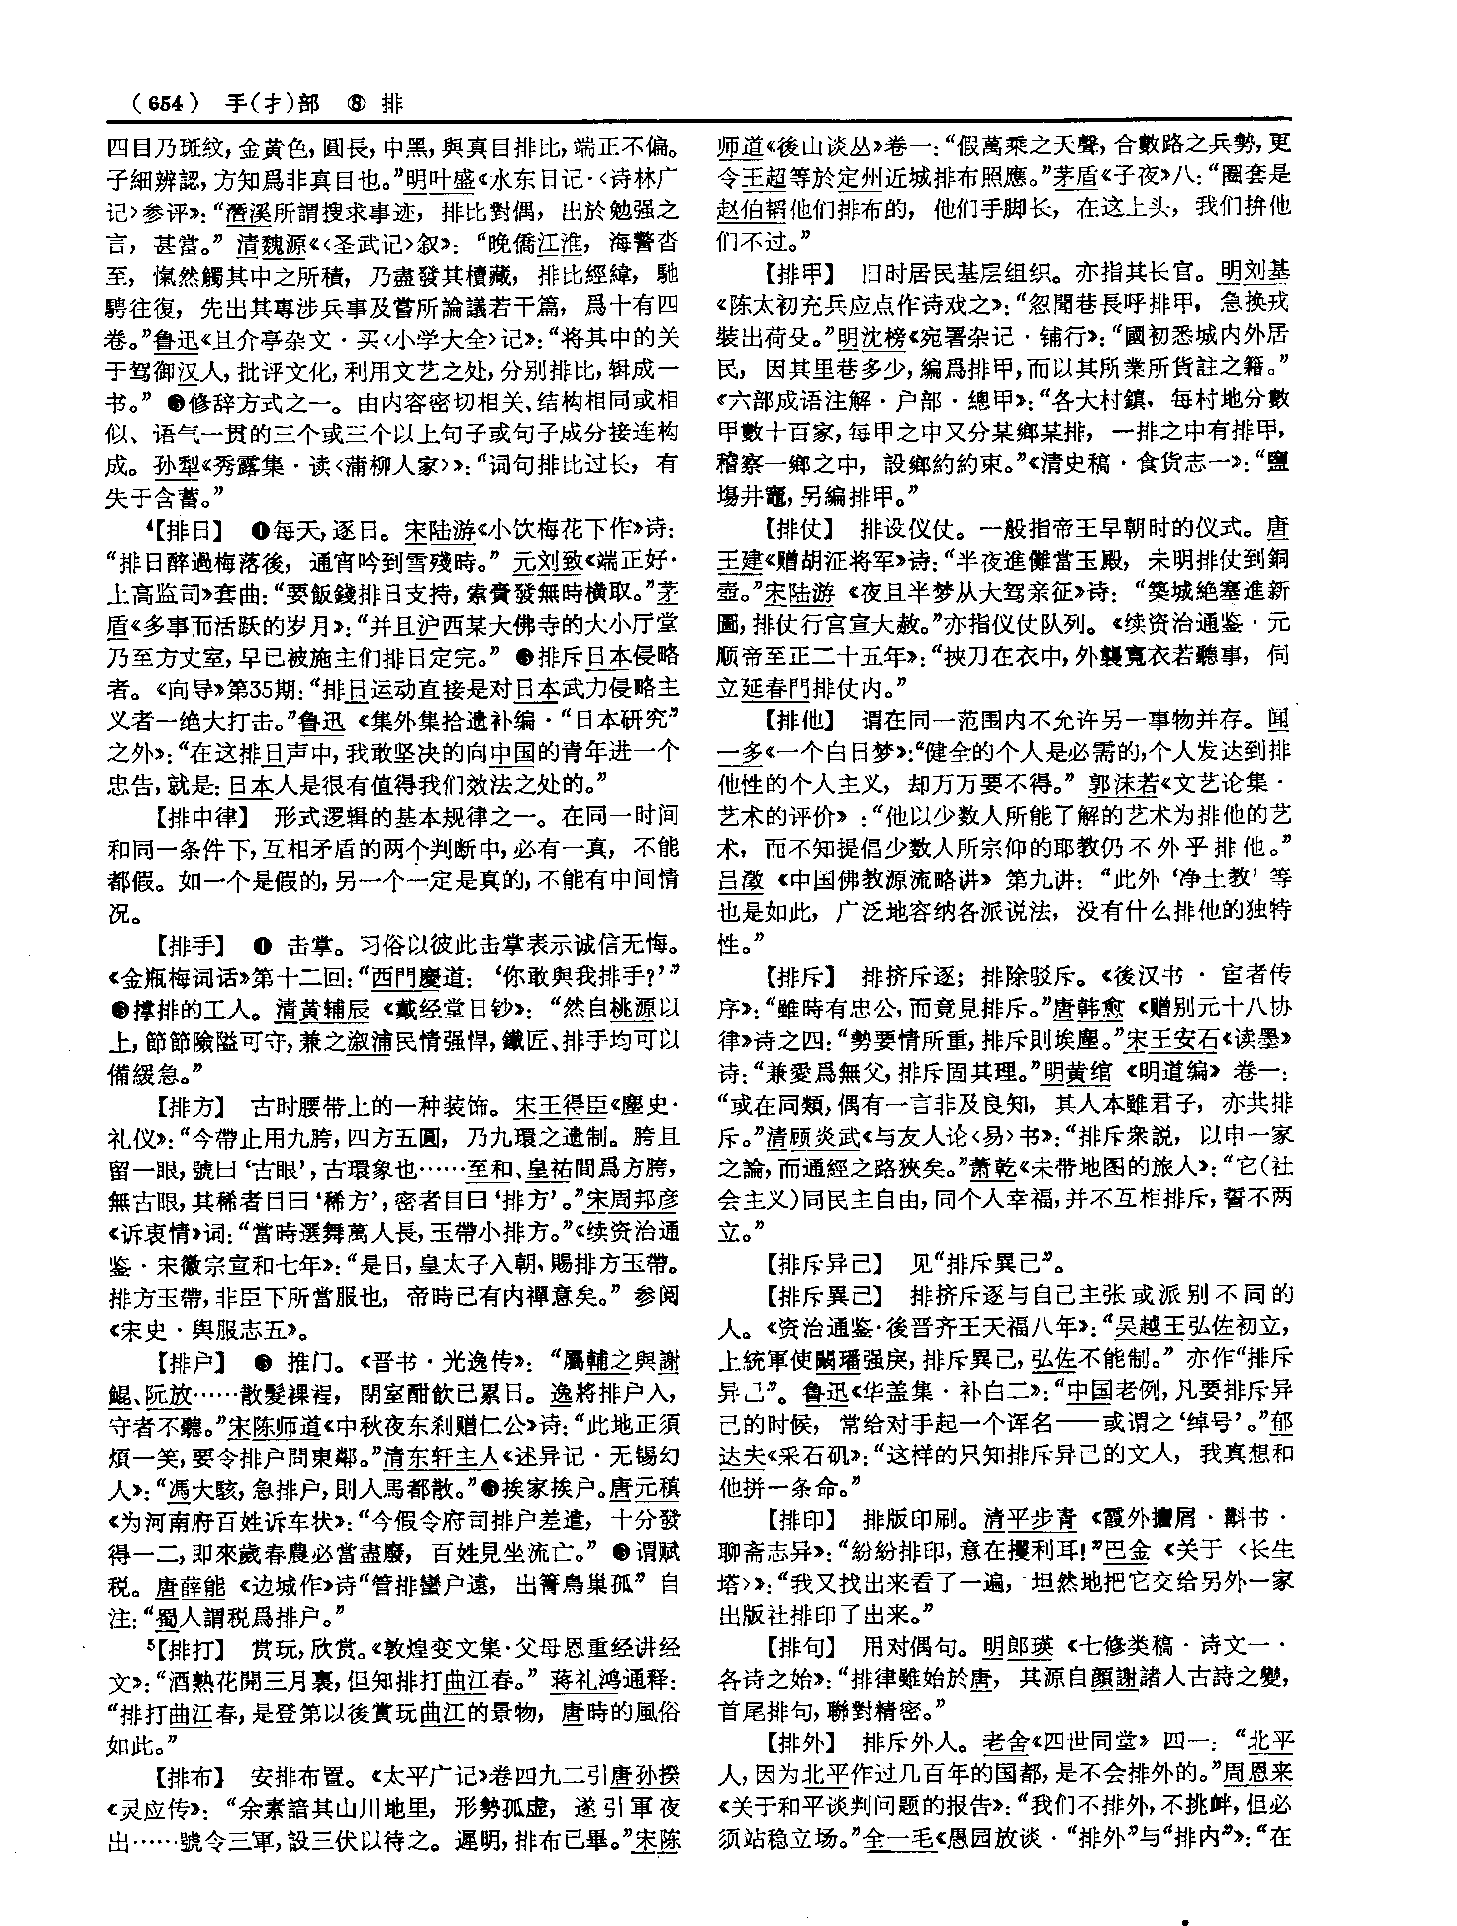 （654） 手(扌)部 ⑧ 排
四目乃斑纹，金黃色，圓長，中黑，與真目排比，端正不偏。
子細辨認，方知爲非真目也。”明叶盛《水东日记·〈诗林广
记〉参评》：“潛溪所謂搜求事迹，排比對偶，出於勉强之
言，甚當。”清魏源《〈圣武记〉叙》：“晚僑江淮，海警沓
至，愾然觸其中之所積，乃盡發其櫝藏，排比經緯，馳
騁往復，先出其專涉兵事及嘗所論議若干篇，爲十有四
卷。”鲁迅《且介亭杂文·买〈小学大全〉记》：“将其中的关
于驾御汉人，批评文化，利用文艺之处，分别排比，辑成一
书。”❸修辞方式之一。由内容密切相关、结构相同或相
似、语气一贯的三个或三个以上句子或句子成分接连构
成。孙犁《秀露集·读〈蒲柳人家〉》：“词句排比过长，有
失于含蓄。”
4【排日】 ❶每天，逐日。宋陆游《小饮梅花下作》诗：
“排日醉過梅落後，通宵吟到雪殘時。”元刘致《端正好·
上高监司》套曲：“要飯錢排日支持，索賚發無時横取。”茅
盾《多事而活跃的岁月》：“并且沪西某大佛寺的大小厅堂
乃至方丈室，早已被施主们排日定完。”❷排斥日本侵略
者。《向导》第35期：“排日运动直接是对日本武力侵略主
义者一绝大打击。”鲁迅《集外集拾遗补编·“日本研究”
之外》：“在这排日声中，我敢坚决的向中国的青年进一个
忠告，就是：日本人是很有值得我们效法之处的。”
【排中律】 形式逻辑的基本规律之一。在同一时间
和同一条件下，互相矛盾的两个判断中，必有一真，不能
都假。如一个是假的，另一个一定是真的，不能有中间情
况。
【排手】 ❶ 击掌。习俗以彼此击掌表示诚信无悔。
《金瓶梅词话》第十二回：“西門慶道：‘你敢與我排手？’”
❷撑排的工人。清黄辅辰《戴经堂日钞》：“然自桃源以
上，節節險隘可守，兼之溆浦民情强悍，鐵匠、排手均可以
備緩急。”
【排方】 古时腰带上的一种装饰。宋王得臣《麈史·
礼仪》：“今帶止用九胯，四方五圓，乃九環之遺制。胯且
留一眼，號曰‘古眼’，古環象也……至和、皇祐間爲方胯，
無古眼，其稀者目曰‘稀方’，密者目曰‘排方’。”宋周邦彦
《诉衷情》词：“當時選舞萬人長，玉帶小排方。”《续资治通
鉴·宋徽宗宣和七年》：“是日，皇太子入朝，賜排方玉帶。
排方玉帶，非臣下所當服也，帝時已有内禪意矣。”参阅
《宋史·舆服志五》。
【排户】 ❶ 推门。《晋书·光逸传》：“屬輔之與謝
鯤、阮放……散髮裸裎，閉室酣飲已累日。逸將排户入，
守者不聽。”宋陈师道《中秋夜东刹赠仁公》诗：“此地正須
煩一笑，要令排户問東鄰。”清东轩主人《述异记·无锡幻
人》：“馮大駭，急排户，則人馬都散。”❷挨家挨户。唐元稹
《为河南府百姓诉车状》：“今假令府司排户差遣，十分發
得一二，即來歲春農必當盡廢，百姓見坐流亡。”❸谓赋
税。唐薛能《边城作》诗“管排蠻户遠，出箐鳥巢孤”自
注：“蜀人謂税爲排户。”
5【排打】 赏玩，欣赏。《敦煌变文集·父母恩重经讲经
文》：“酒熟花開三月裏，但知排打曲江春。”蒋礼鸿通释：
“排打曲江春，是登第以後賞玩曲江的景物，唐時的風俗
如此。”
【排布】 安排布置。《太平广记》卷四九二引唐孙揆
《灵应传》：“余素諳其山川地里，形勢孤虚，遂引軍夜
出……號令三軍，設三伏以待之。遲明，排布已畢。”宋陈
师道《後山谈丛》卷一：“假萬乘之天聲，合數路之兵勢，更
令王超等於定州近城排布照應。”茅盾《子夜》八：“圈套是
赵伯韬他们排布的，他们手脚长，在这上头，我们拚他
们不过。”
【排甲】 旧时居民基层组织。亦指其长官。明刘基
《陈太初充兵应点作诗戏之》：“忽聞巷長呼排甲，急换戎
裝出荷殳。”明沈榜《宛署杂记·铺行》：“國初悉城内外居
民，因其里巷多少，編爲排甲，而以其所業所貨註之籍。”
《六部成语注解·户部·總甲》：“各大村鎮，每村地分數
甲數十百家，每甲之中又分某鄉某排，一排之中有排甲，
稽察一鄉之中，設鄉約約束。”《清史稿·食货志一》：“鹽
場井竈，另編排甲。”
【排仗】 排设仪仗。一般指帝王早朝时的仪式。唐
王建《赠胡泟将军》诗：“半夜進儺當玉殿，未明排仗到銅
壺。”宋陆游《夜且半梦从大驾亲征》诗：“築城絶塞進新
圖，排仗行宫宣大赦。”亦指仪仗队列。《续资治通鉴·元
顺帝至正二十五年》：“挾刀在衣中，外襲寬衣若聽事，伺
立延春門排仗内。”
【排他】 谓在同一范围内不允许另一事物并存。闻
一多《一个白日梦》：“健全的个人是必需的，个人发达到排
他性的个人主义，却万万要不得。”郭沫若《文艺论集·
艺术的评价》：“他以少数人所能了解的艺术为排他的艺
术，而不知提倡少数人所宗仰的耶教仍不外乎排他。”
吕澂《中国佛教源流略讲》第九讲：“此外‘净土教’等
也是如此，广泛地容纳各派说法，没有什么排他的独特
性。”
【排斥】 排挤斥逐；排除驳斥。《後汉书·宦者传
序》：“雖時有忠公，而竟見排斥。”唐韩愈《赠别元十八协
律》诗之四：“勢要情所重，排斥則埃塵。”宋王安石《读墨》
诗：“兼愛爲無父，排斥固其理。”明黄绾《明道编》卷一：
“或在同類，偶有一言非及良知，其人本雖君子，亦共排
斥。”清顾炎武《与友人论〈易〉书》：“排斥衆説，以申一家
之論，而通經之路狹矣。”萧乾《未带地图的旅人》：“它(社
会主义)同民主自由，同个人幸福，并不互相排斥，誓不两
立。”
【排斥异己】 见“排斥異己”。
【排斥異己】 排挤斥逐与自己主张或派别不同的
人。《资治通鉴·後晋齐王天福八年》：“吴越王弘佐初立，
上統軍使闞璠强戾，排斥異己，弘佐不能制。”亦作“排斥
异己”。鲁迅《华盖集·补白二》：“中国老例，凡要排斥异
己的时候，常给对手起一个诨名——或谓之‘绰号’。”郁
达夫《采石矶》：“这样的只知排斥异己的文人，我真想和
他拼一条命。”
【排印】 排版印刷。清平步青《霞外攟屑·斠书·
聊斋志异》：“紛紛排印，意在攫利耳！”巴金《关于〈长生
塔〉》：“我又找出来看了一遍，坦然地把它交给另外一家
出版社排印了出来。”
【排句】 用对偶句。明郎瑛《七修类稿·诗文一·
各诗之始》：“排律雖始於唐，其源自顔謝諸人古詩之變，
首尾排句，聯對精密。”
【排外】 排斥外人。老舍《四世同堂》四一：“北平
人，因为北平作过几百年的国都，是不会排外的。”周恩来
《关于和平谈判问题的报告》：“我们不排外，不挑衅，但必
须站稳立场。”全一毛《愚园放谈·“排外”与“排内”》：“在